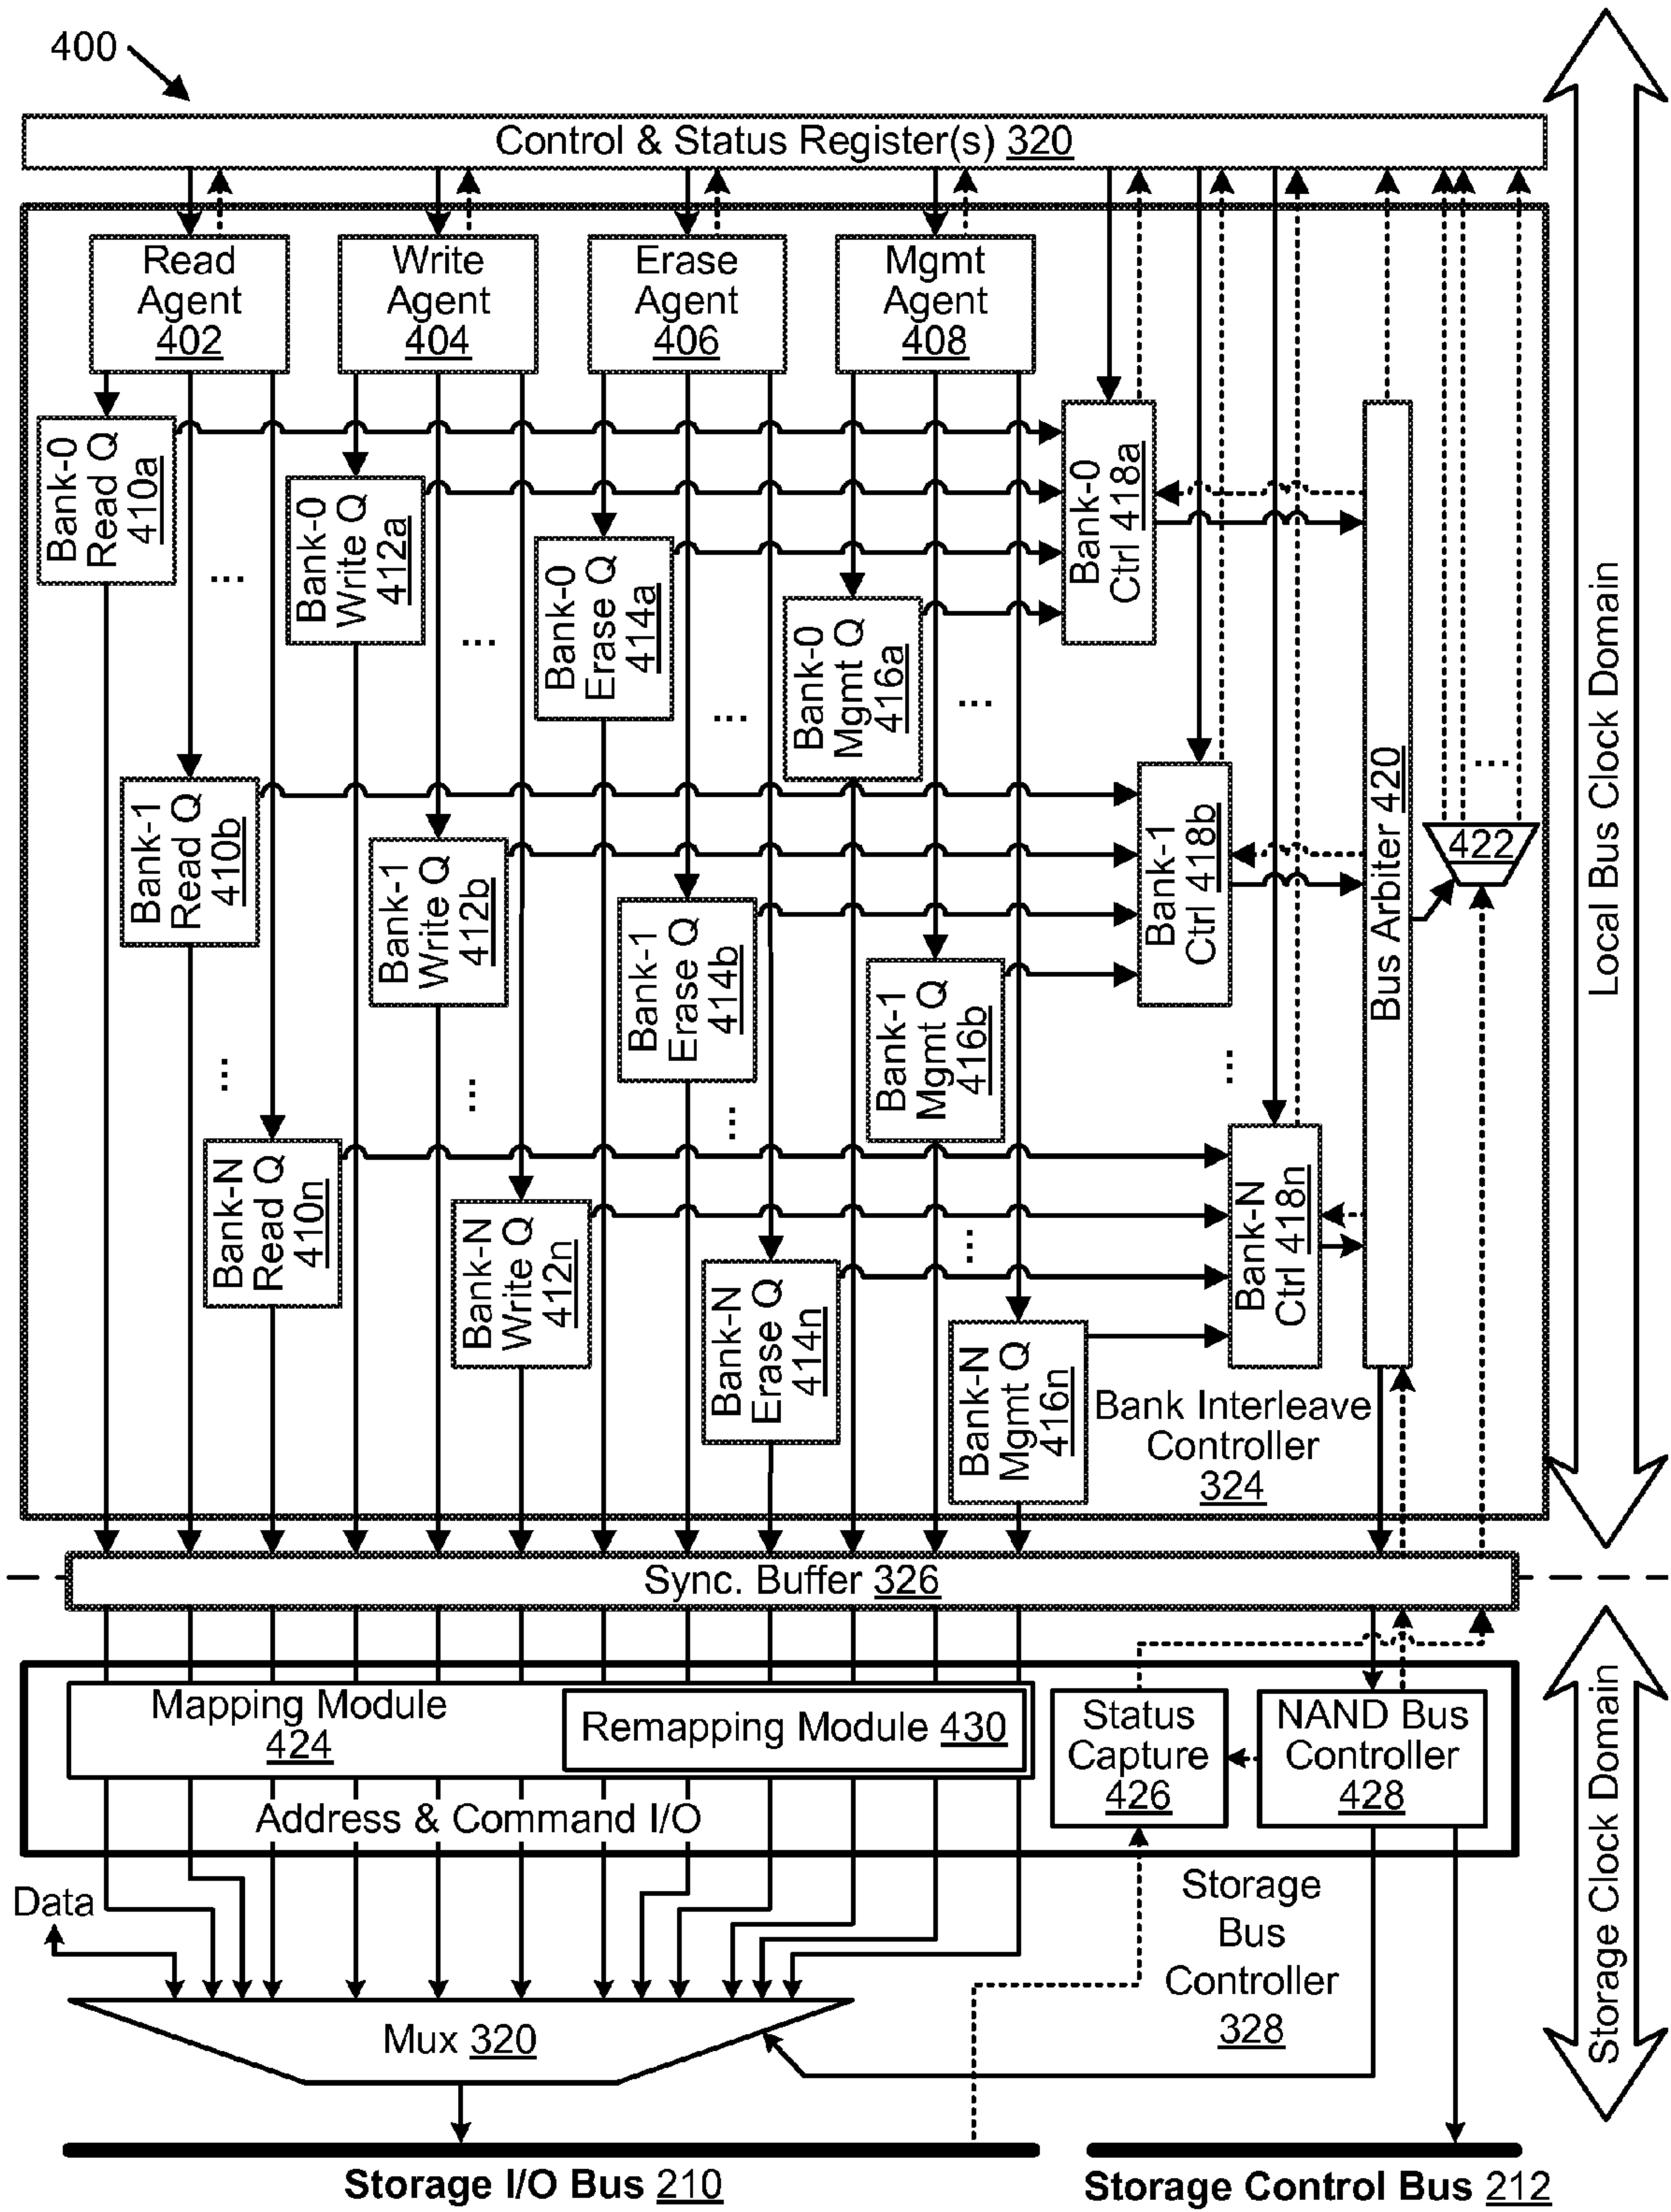 400
Control & Status Register(s) 320
Read
Agent
402
Write
Agent
404
Erase
Agent
406
Mgmt
Agent
408
Bank-0
Read Q
410a
Bank-0
Write Q
412a
Bank-0
Erase Q
414a
Bank-0
Mgmt Q
416a
Bank-0
Ctrl 418a
...
...
...
...
Bank-1
Read Q
410b
Bank-1
Write Q
412b
Bank-1
Erase Q
414b
Bank-1
Mgmt Q
416b
Bank-1
Ctrl 418b
Bus Arbiter 420
...
422
Local Bus Clock Domain
...
...
...
...
...
Bank-N
Read Q
410n
Bank-N
Write Q
412n
Bank-N
Erase Q
414n
Bank-N
Mgmt Q
416n
Bank-N
Ctrl 418n
Bank Interleave
Controller
324
Sync. Buffer 326
Mapping Module
424
Remapping Module 430
Status
Capture
426
NAND Bus
Controller
428
Address & Command I/O
Storage Clock Domain
Data
Storage
Bus
Controller
328
Mux 320
Storage I/O Bus 210
Storage Control Bus 212